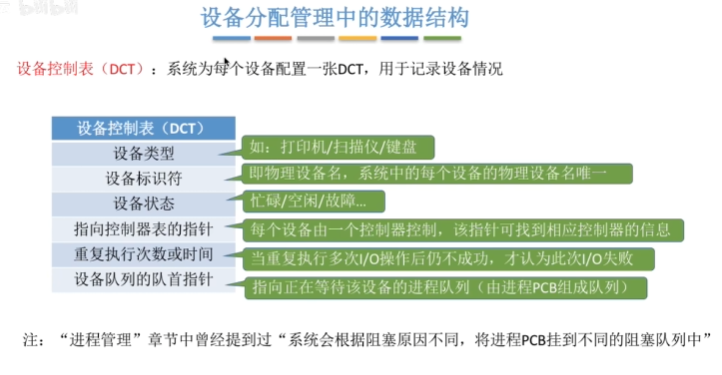 bilibili
设备分配管理中的数据结构
设备控制表（DCT）：系统为每个设备配置一张DCT，用于记录设备情况
设备控制表（DCT）
设备类型
如：打印机/扫描仪/键盘
设备标识符
即物理设备名，系统中的每个设备的物理设备名唯一
设备状态
忙碌/空闲/故障...
指向控制器表的指针
每个设备由一个控制器控制，该指针可找到相应控制器的信息
重复执行次数或时间
当重复执行多次I/O操作后仍不成功，才认为此次I/O失败
设备队列的队首指针
指向正在等待该设备的进程队列（由进程PCB组成队列）
注：“进程管理”章节中曾经提到过“系统会根据阻塞原因不同，将进程PCB挂到不同的阻塞队列中”